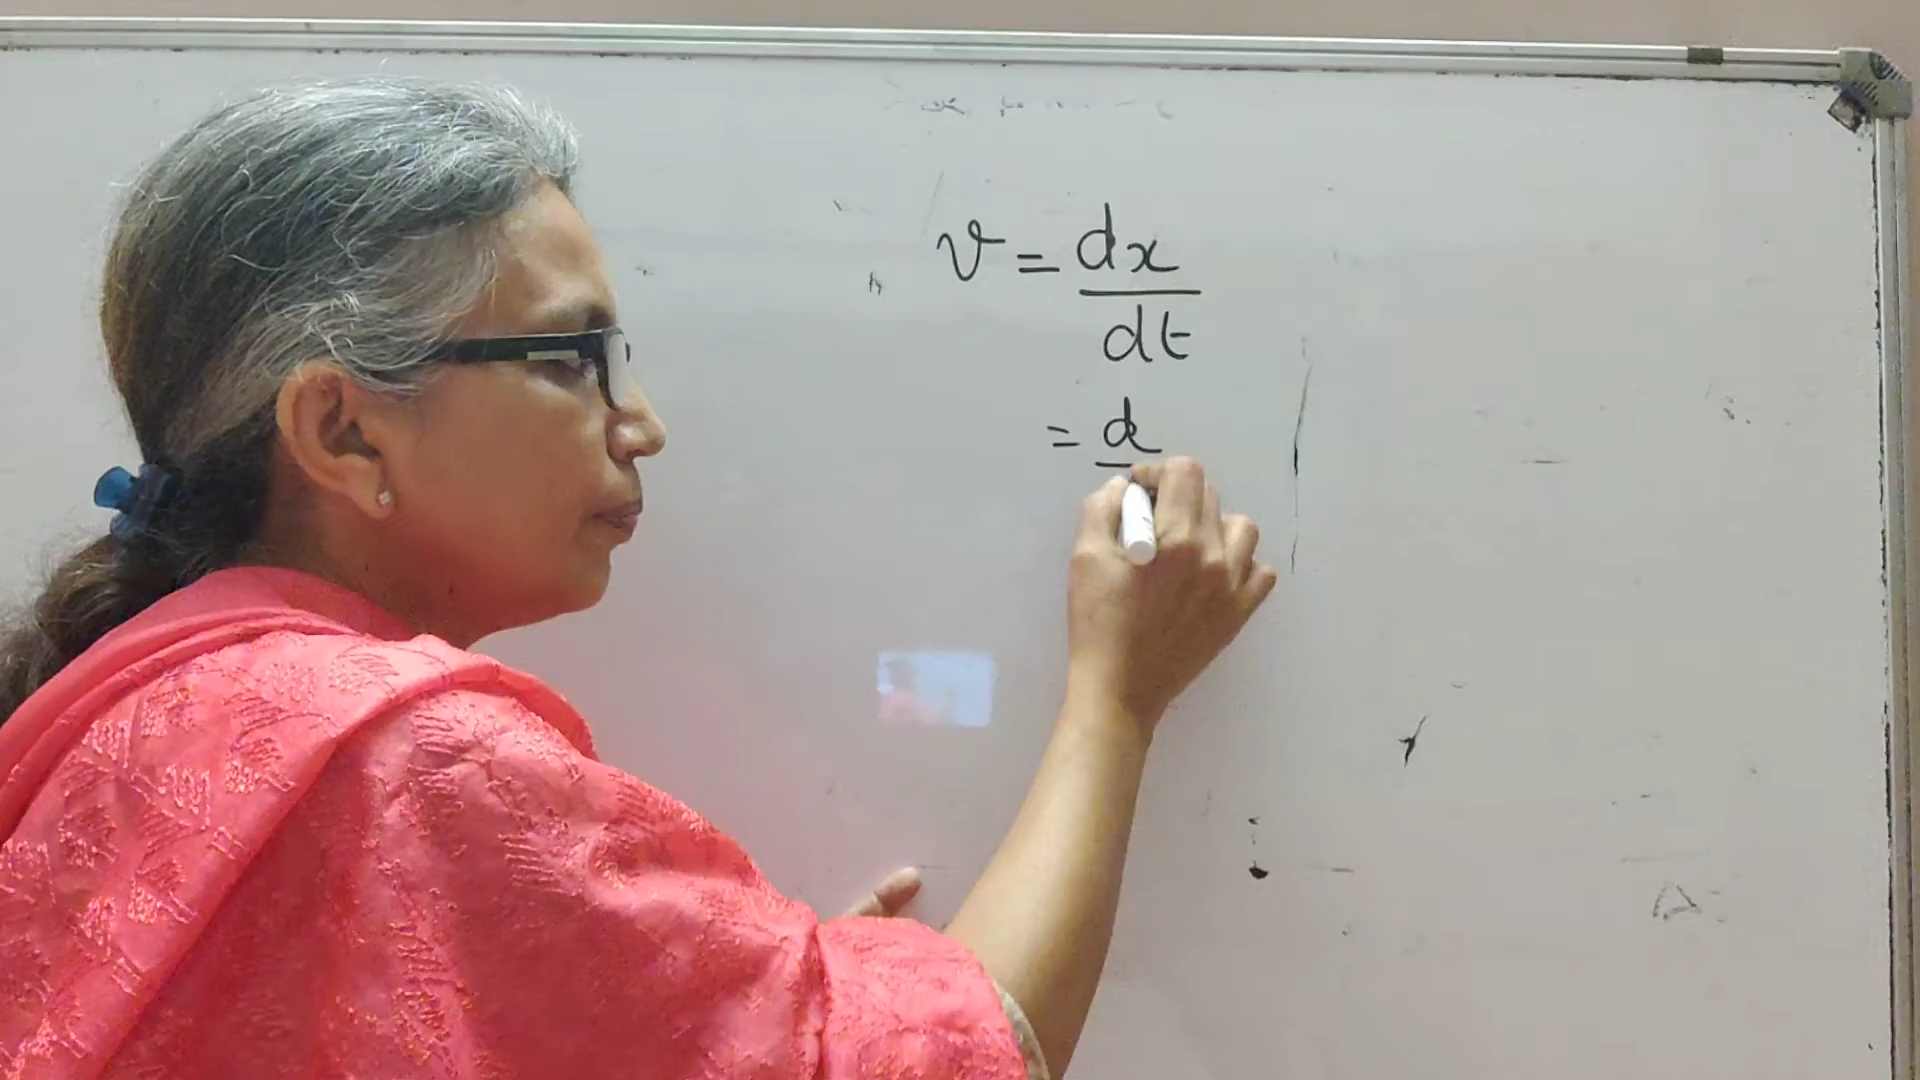 v = dx
dt
= d